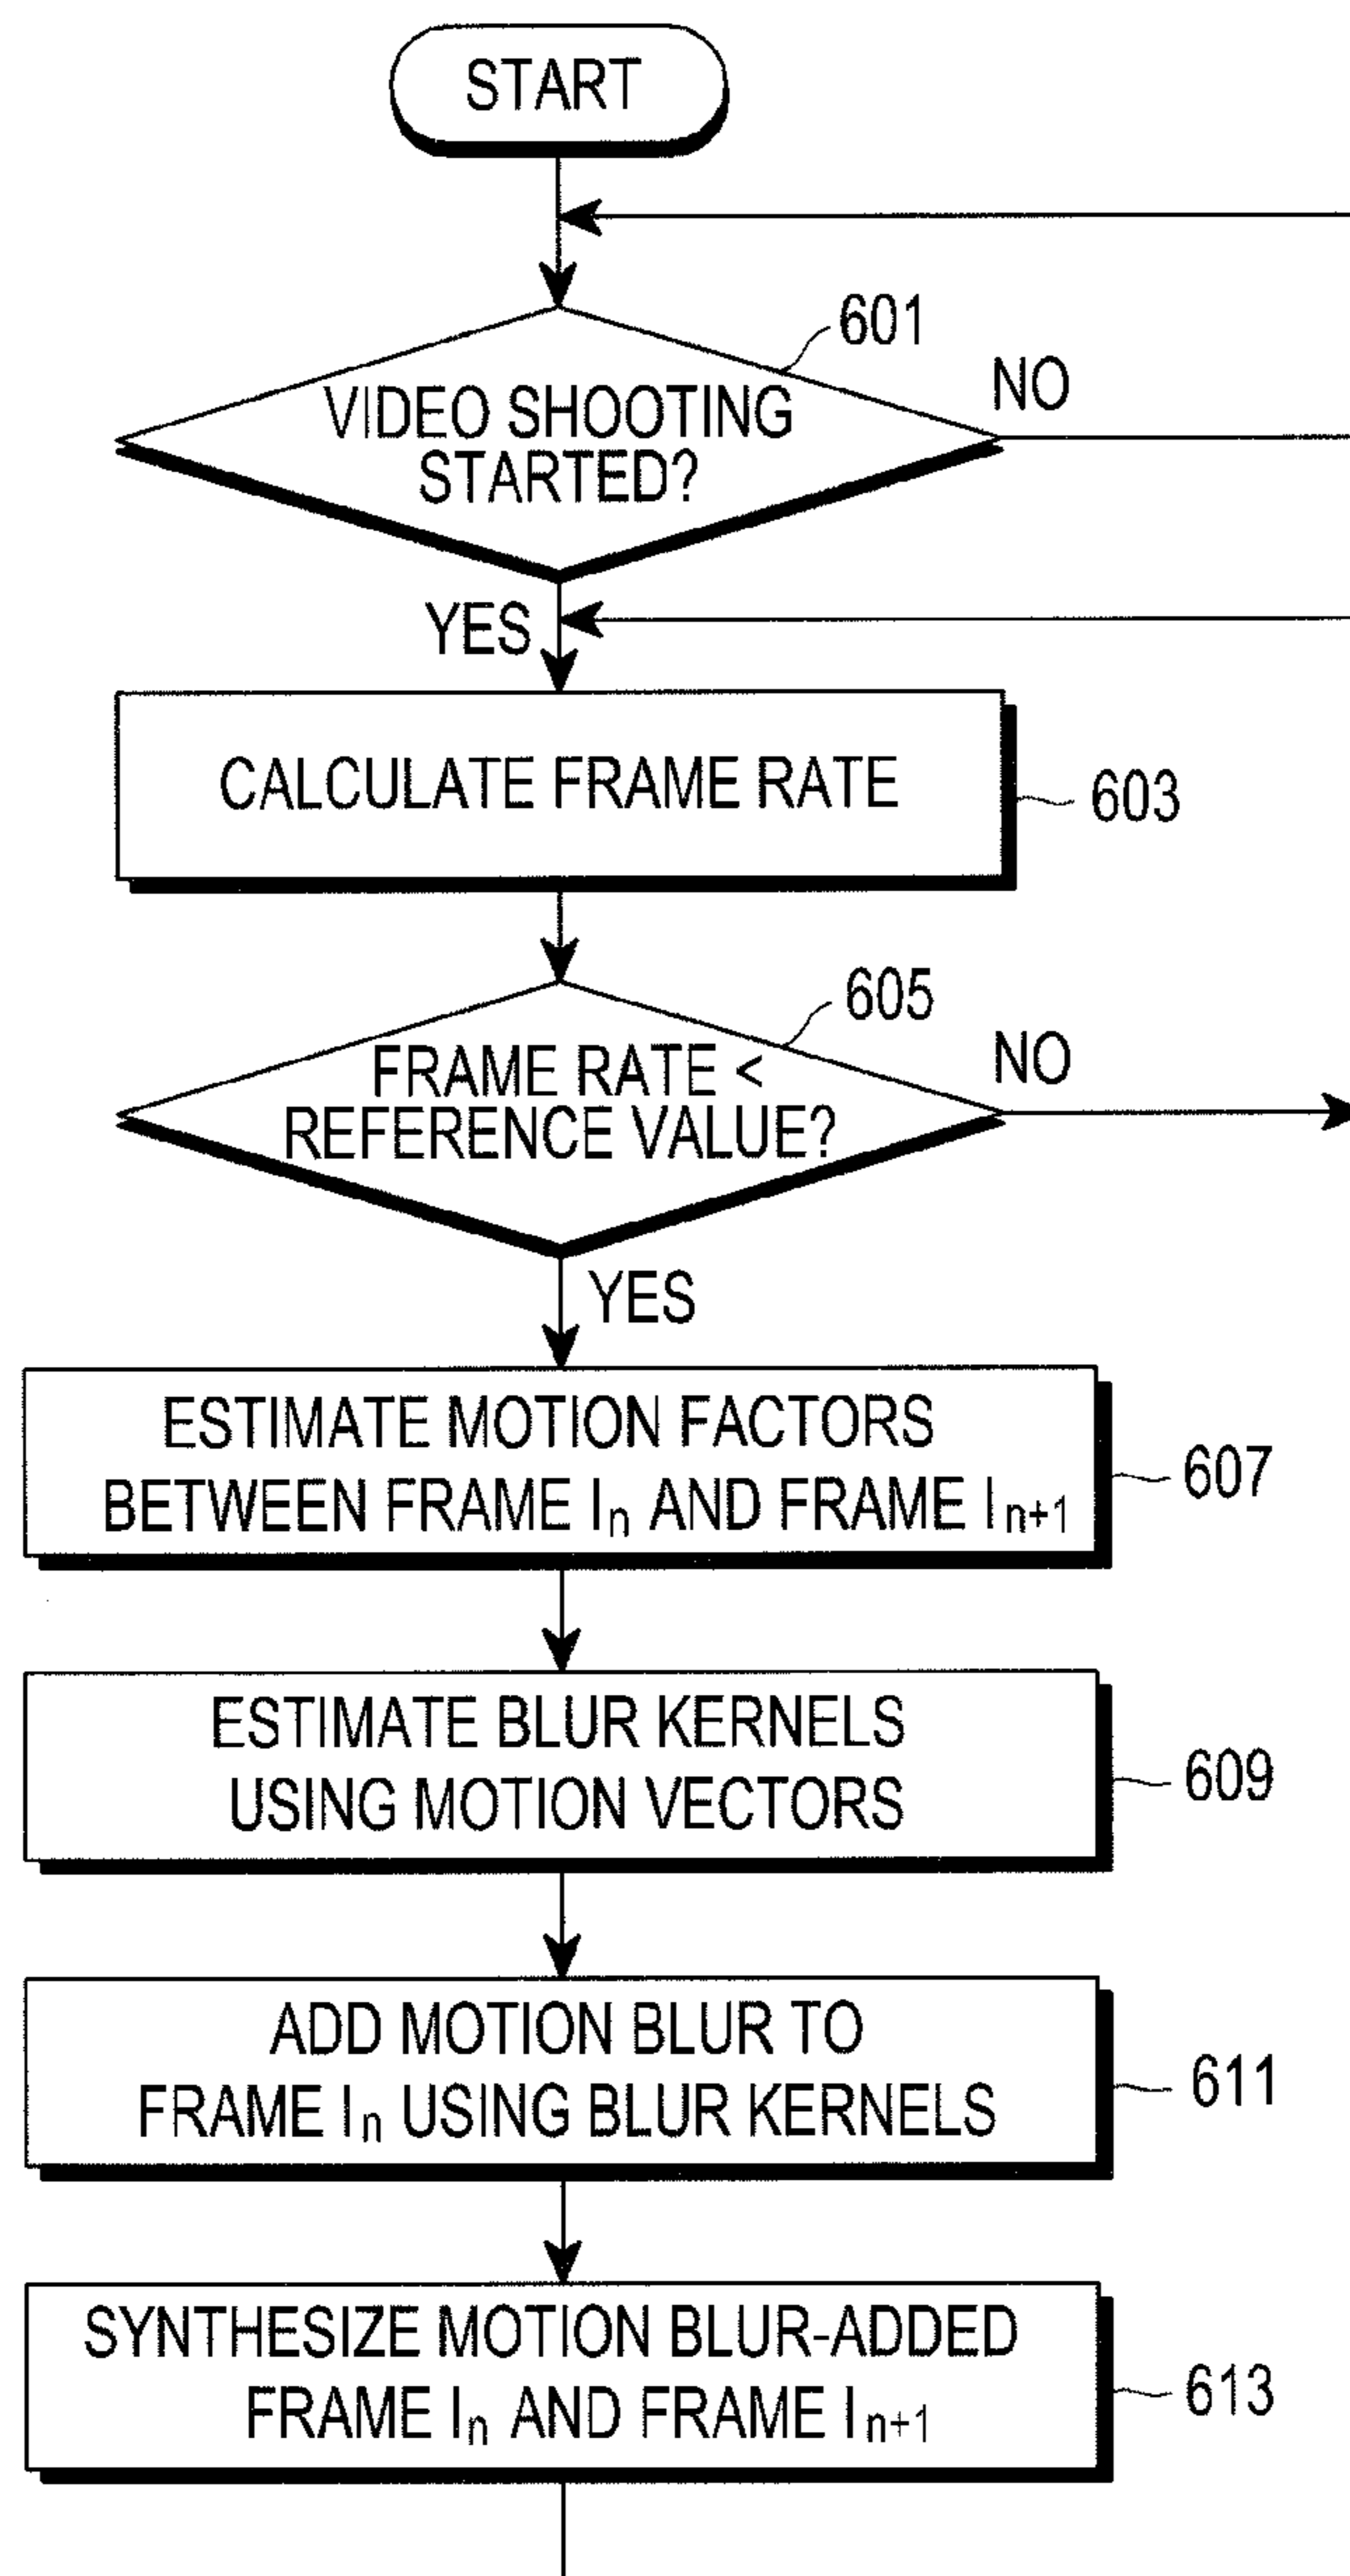 START
601
VIDEO SHOOTING
STARTED?
NO
YES
CALCULATE FRAME RATE
603
605
FRAME RATE <
REFERENCE VALUE?
NO
YES
ESTIMATE MOTION FACTORS
BETWEEN FRAME Iₙ AND FRAME Iₙ₊₁
607
ESTIMATE BLUR KERNELS
USING MOTION VECTORS
609
ADD MOTION BLUR TO
FRAME Iₙ USING BLUR KERNELS
611
SYNTHESIZE MOTION BLUR-ADDED
FRAME Iₙ AND FRAME Iₙ₊₁
613